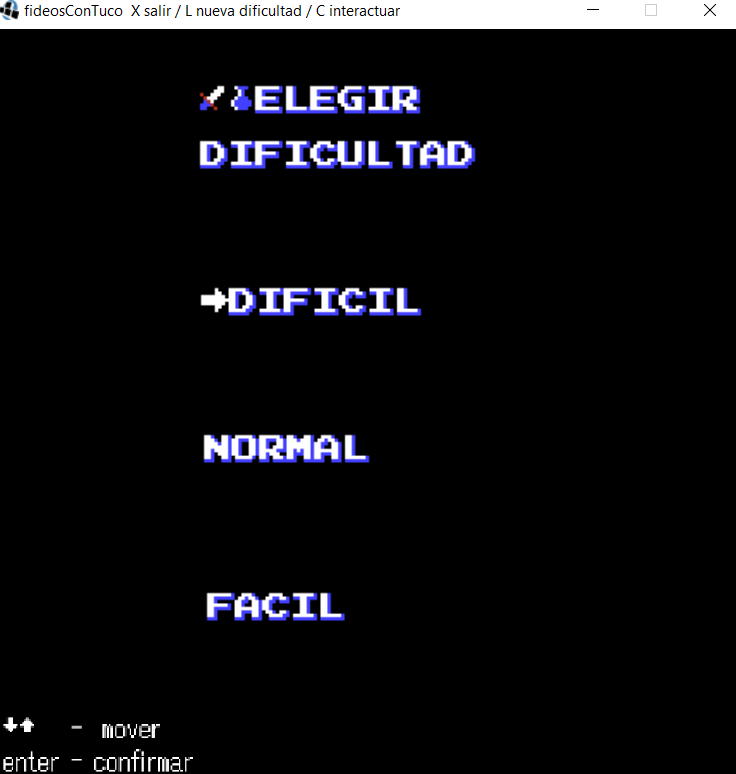 fideosConTuco X salir / L nueva dificultad / C interactuar
ELEGIR
DIFICULTAD
DIFICIL
NORMAL
FACIL
- mover
enter - confirmar